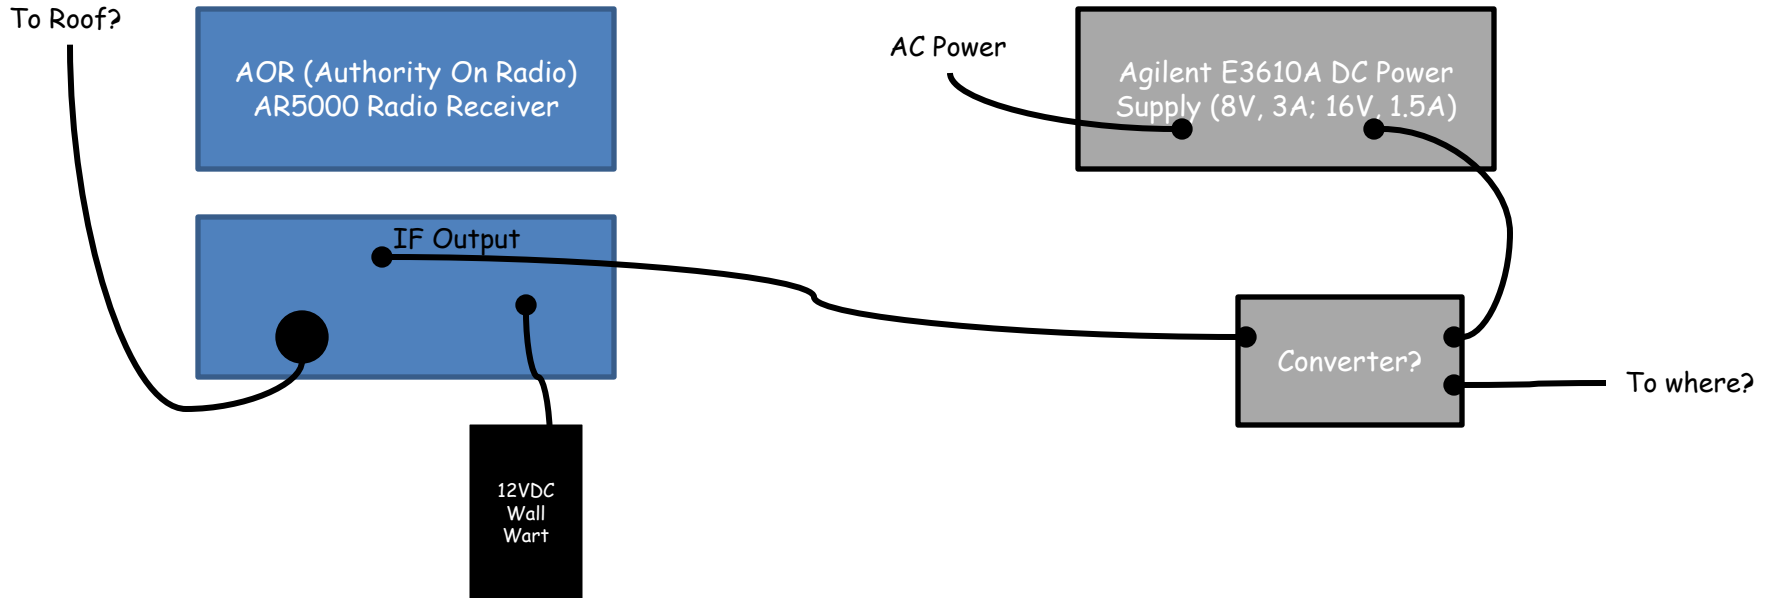 To Roof?
AOR (Authority On Radio)
AR5000 Radio Receiver
AC Power
Agilent E3610A DC Power
Supply (8V, 3A; 16V, 1.5A)
IF Output
Converter?
To where?
12VDC
Wall
Wart